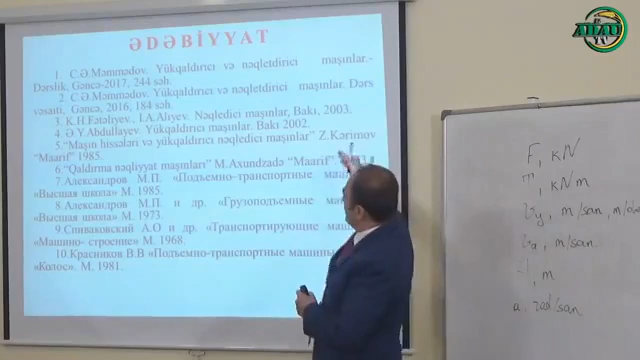 ƏDƏBİYYAT
1. C.Ə.Məmmədov. Yükqaldırıcı və nəqletdirici maşınlar.-
Dərslik, Gəncə-2017, 244 səh.
2. C.Ə.Məmmədov. Yükqaldırıcı və nəqletdirici maşınlar. Dərs
vəsaiti, Gəncə, 2016, 184 səh.
3. K.H.Fətəliyev., İ.A.Aliyev. Nəqledici maşınlar, Bakı, 2003.
4. Ə.Y.Abdullayev. Yükqaldırıcı maşınlar. Bakı 2002.
5."Maşın hissələri və yükqaldırıcı nəqledici maşınlar" Z.Kərimov
"Maarif" 1985.
6."Qaldırma nəqliyyat maşınları" M.Axundzadə "Maarif"
7.Александров М.П. «Подъемно-транспортные
«Высшая школа» М. 1985.
8.Александров М.П. и др. «Грузоподъемные
«Высшая школа» М. 1973.
9.Спиваковский А.О и др. «Транспортирующие
«Машино- строение» М. 1968.
10.Красников В.В «Подъемно-транспортные машины
«Колос». М. 1981.
ADAU
F, kN
m, kNm
m/san,
m/san.
, m
rad/san